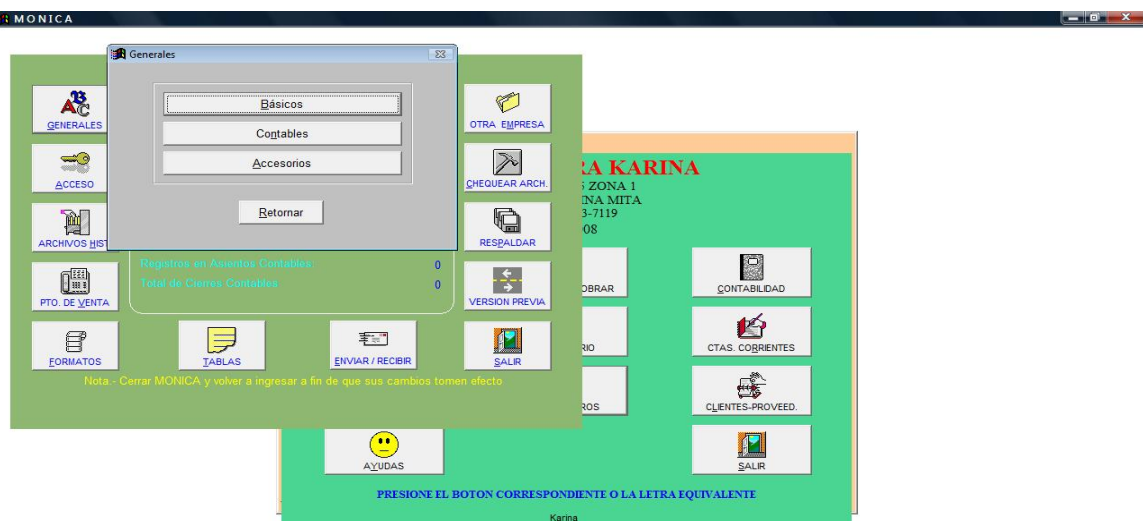 MONICA
Generales
Básicos
Contables
Accesorios
Retornar
GENERALES
ACCESO
ARCHIVOS HIST
PTO. DE VENTA
FORMATOS
TABLAS
ENVIAR / RECIBIR
SALIR
OTRA EMPRESA
CHEQUEAR ARCH.
RESPALDAR
VERSION PREVIA
Registros en Asientos Contables: 0
Total de Cierres Contables 0
Nota.- Cerrar MONICA y volver a ingresar a fin de que sus cambios tomen efecto
RA KARINA
ZONA 1
INA MITA
3-7119
08
OBRAR
CONTABILIDAD
RIO
CTAS. CORRIENTES
ROS
CLIENTES-PROVEED.
AYUDAS
SALIR
PRESIONE EL BOTON CORRESPONDIENTE O LA LETRA EQUIVALENTE
Karina